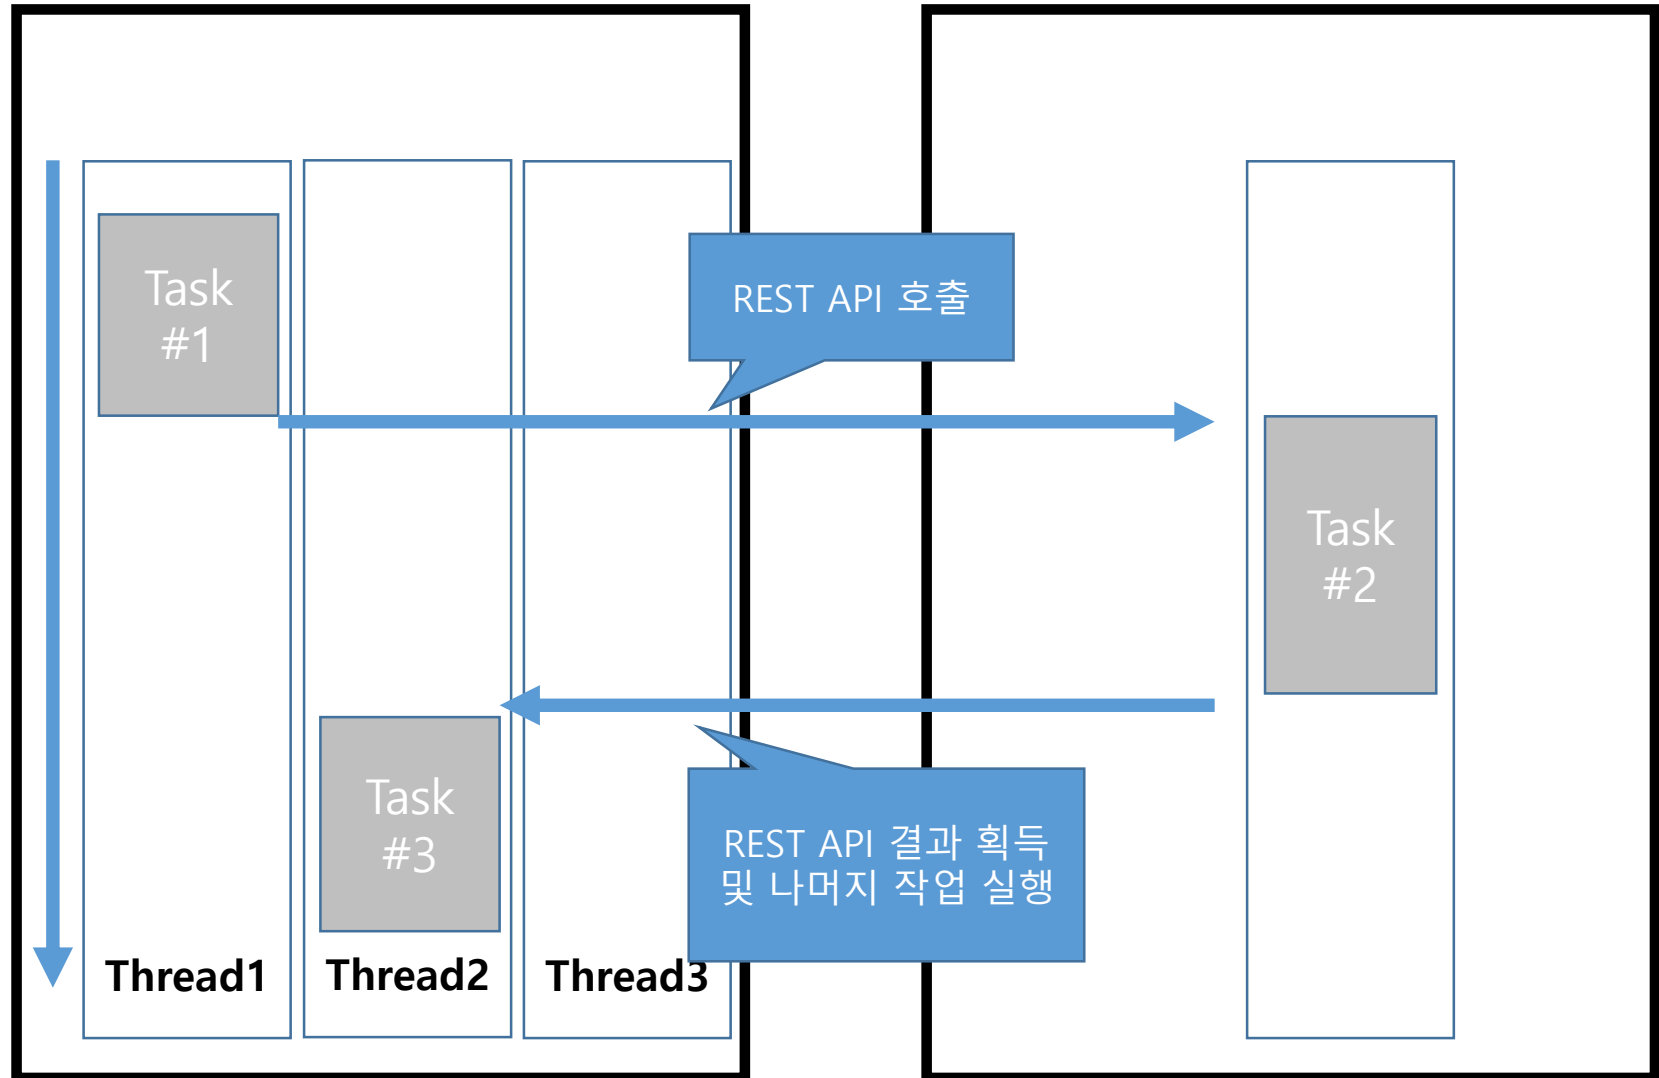 Task
#1
REST API 호출
Task
#2
Task
#3
REST API 결과 획득
및 나머지 작업 실행
Thread1
Thread2
Thread3